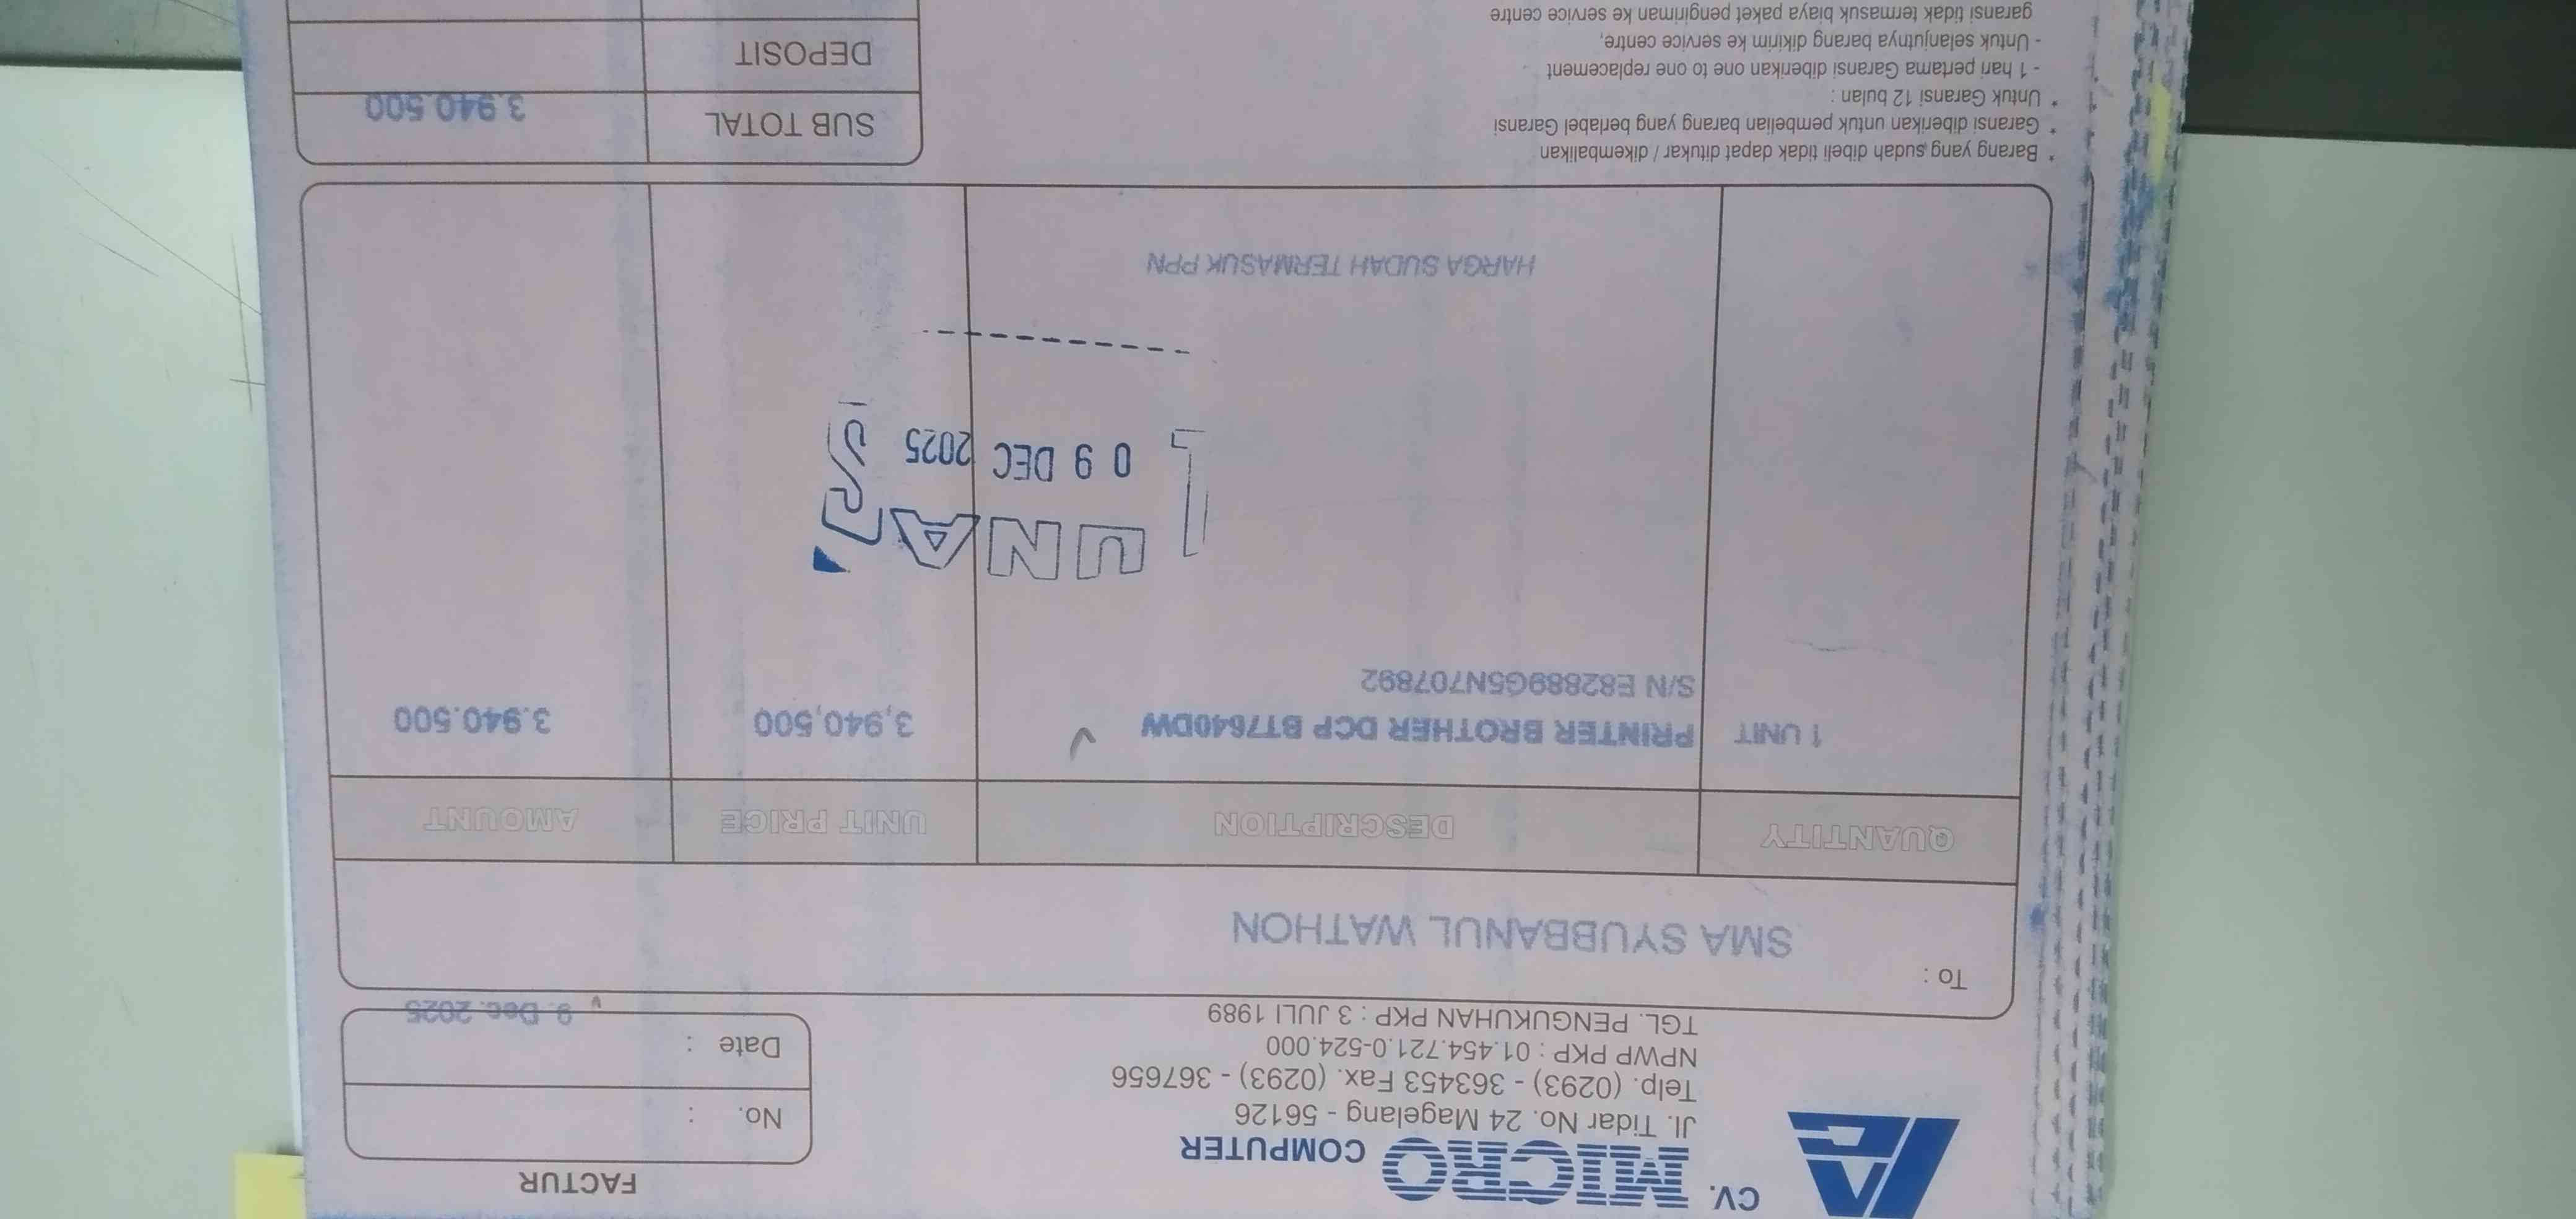 FACTUR
CV. MICRO COMPUTER
Jl. Tidar No. 24 Magelang - 56126
Telp. (0293) - 363453 Fax. (0293) - 367656
NPWP PKP : 01.454.721.0-524.000
TGL. PENGUKUHAN PKP : 3 JULI 1989
No. :
Date :
9. Dec. 2025
To :
SMA SYUBBANUL WATHON
QUANTITY DESCRIPTION UNIT PRICE AMOUNT
1 UNIT PRINTER BROTHER DCP BT7640DW 3,940,500 3.940.500
S/N E82889G5N707892
LUNAS
0 9 DEC 2025
HARGA SUDAH TERMASUK PPN
* Barang yang sudah dibeli tidak dapat ditukar / dikembalikan
* Garansi diberikan untuk pembelian barang yang berlabel Garansi
* Untuk Garansi 12 bulan :
- 1 hari pertama Garansi diberikan one to one replacement
- Untuk selanjutnya barang dikirim ke service centre,
garansi tidak termasuk biaya paket pengiriman ke service centre
SUB TOTAL 3.940.500
DEPOSIT